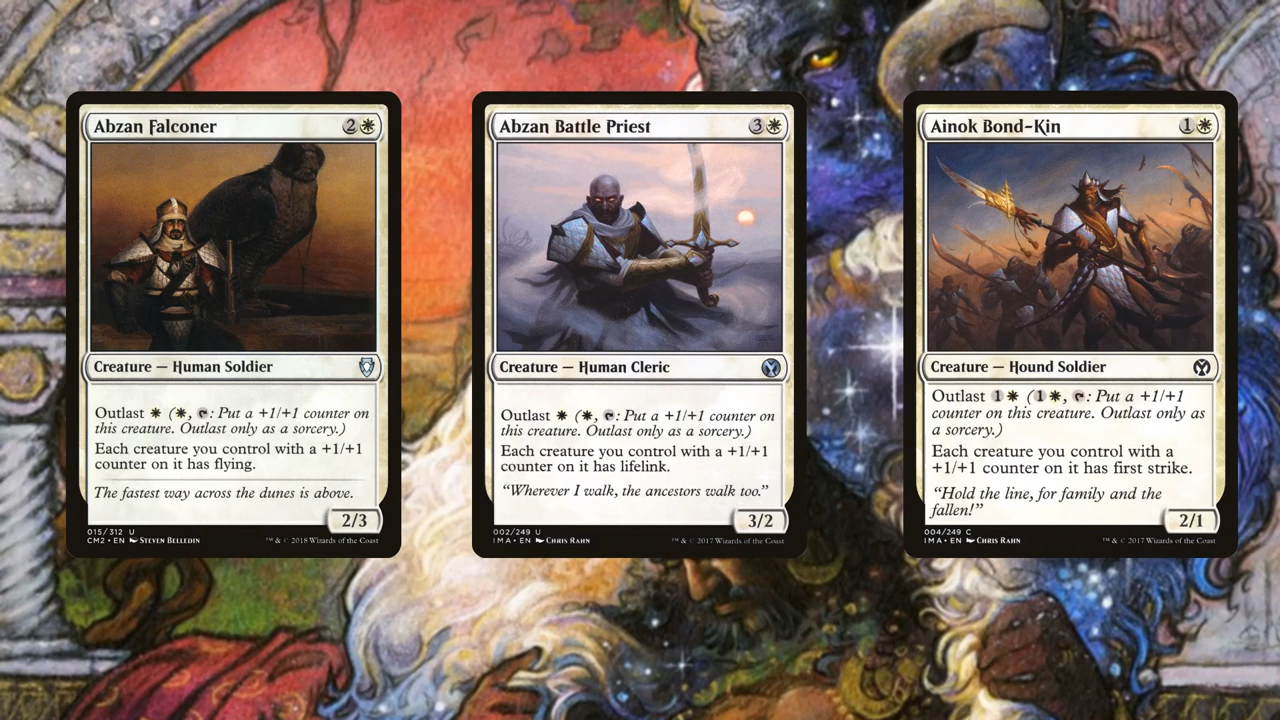 Abzan Falconer 2
Creature — Human Soldier
Outlast (, : Put a +1/+1 counter on
this creature. Outlast only as a sorcery.)
Each creature you control with a +1/+1
counter on it has flying.
The fastest way across the dunes is above.
2/3
015/312 U
CM2 • EN Steven Belledin
™ & © 2018 Wizards of the Coast
Abzan Battle Priest 3
Creature — Human Cleric
Outlast (, : Put a +1/+1 counter on
this creature. Outlast only as a sorcery.)
Each creature you control with a +1/+1
counter on it has lifelink.
“Wherever I walk, the ancestors walk too.”
3/2
002/249 U
IMA • EN Chris Rahn
™ & © 2017 Wizards of the Coast
Ainok Bond-Kin 1
Creature — Hound Soldier
Outlast 1 (1, : Put a +1/+1
counter on this creature. Outlast only as
a sorcery.)
Each creature you control with a
+1/+1 counter on it has first strike.
“Hold the line, for family and the
fallen!”
2/1
004/249 C
IMA • EN Chris Rahn
™ & © 2017 Wizards of the Coast